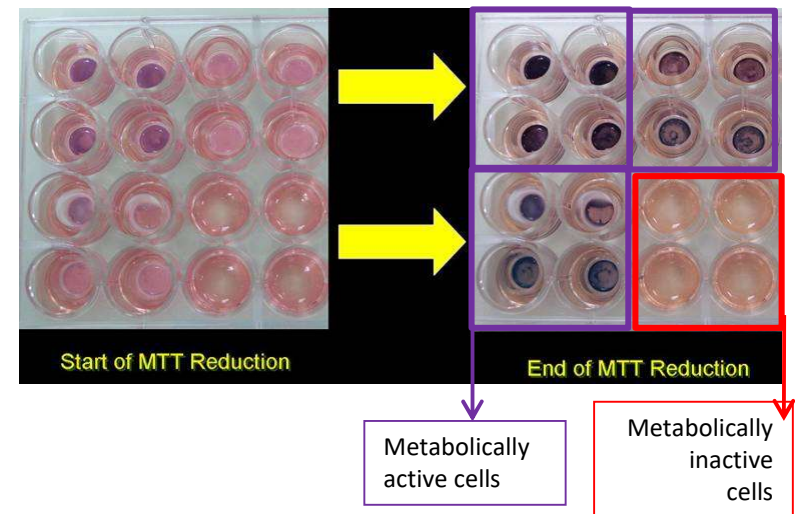 Start of MTT Reduction
End of MTT Reduction
Metabolically
active cells
Metabolically
inactive
cells